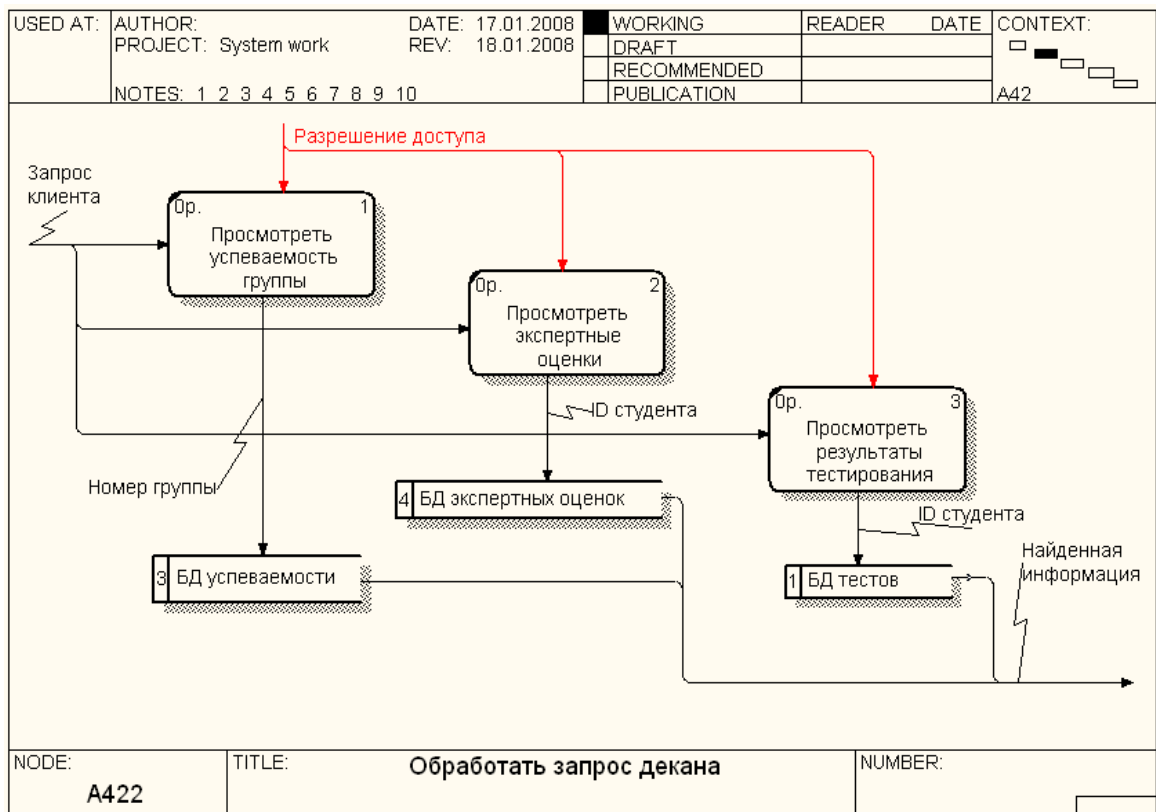 USED AT:
AUTHOR:
DATE: 17.01.2008
PROJECT: System work
REV: 18.01.2008
NOTES: 1 2 3 4 5 6 7 8 9 10
WORKING
DRAFT
RECOMMENDED
PUBLICATION
READER DATE
CONTEXT:
A42
Разрешение доступа
Запрос
клиента
0р. 1
Просмотреть
успеваемость
группы
0р. 2
Просмотреть
экспертные
оценки
0р. 3
Просмотреть
результаты
тестирования
ID студента
Номер группы
4 БД экспертных оценок
ID студента
Найденная
информация
3 БД успеваемости
1 БД тестов
NODE:
A422
TITLE:
Обработать запрос декана
NUMBER: